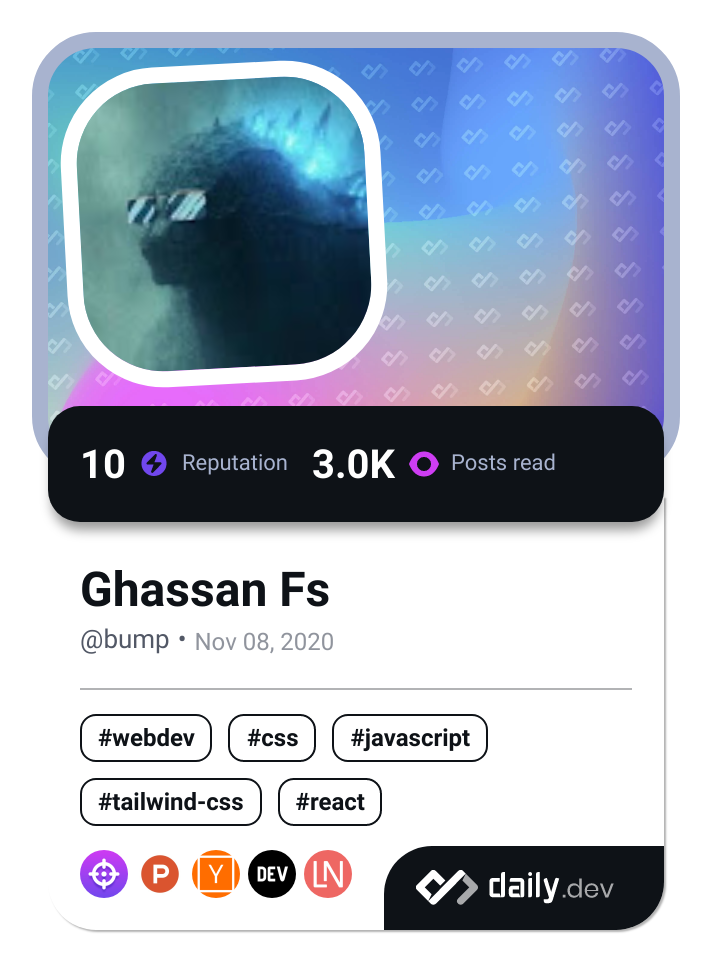 10 Reputation 3.0K Posts read
Ghassan Fs
@bump • Nov 08, 2020
#webdev #css #javascript
#tailwind-css #react
P Y DEV LN
daily.dev